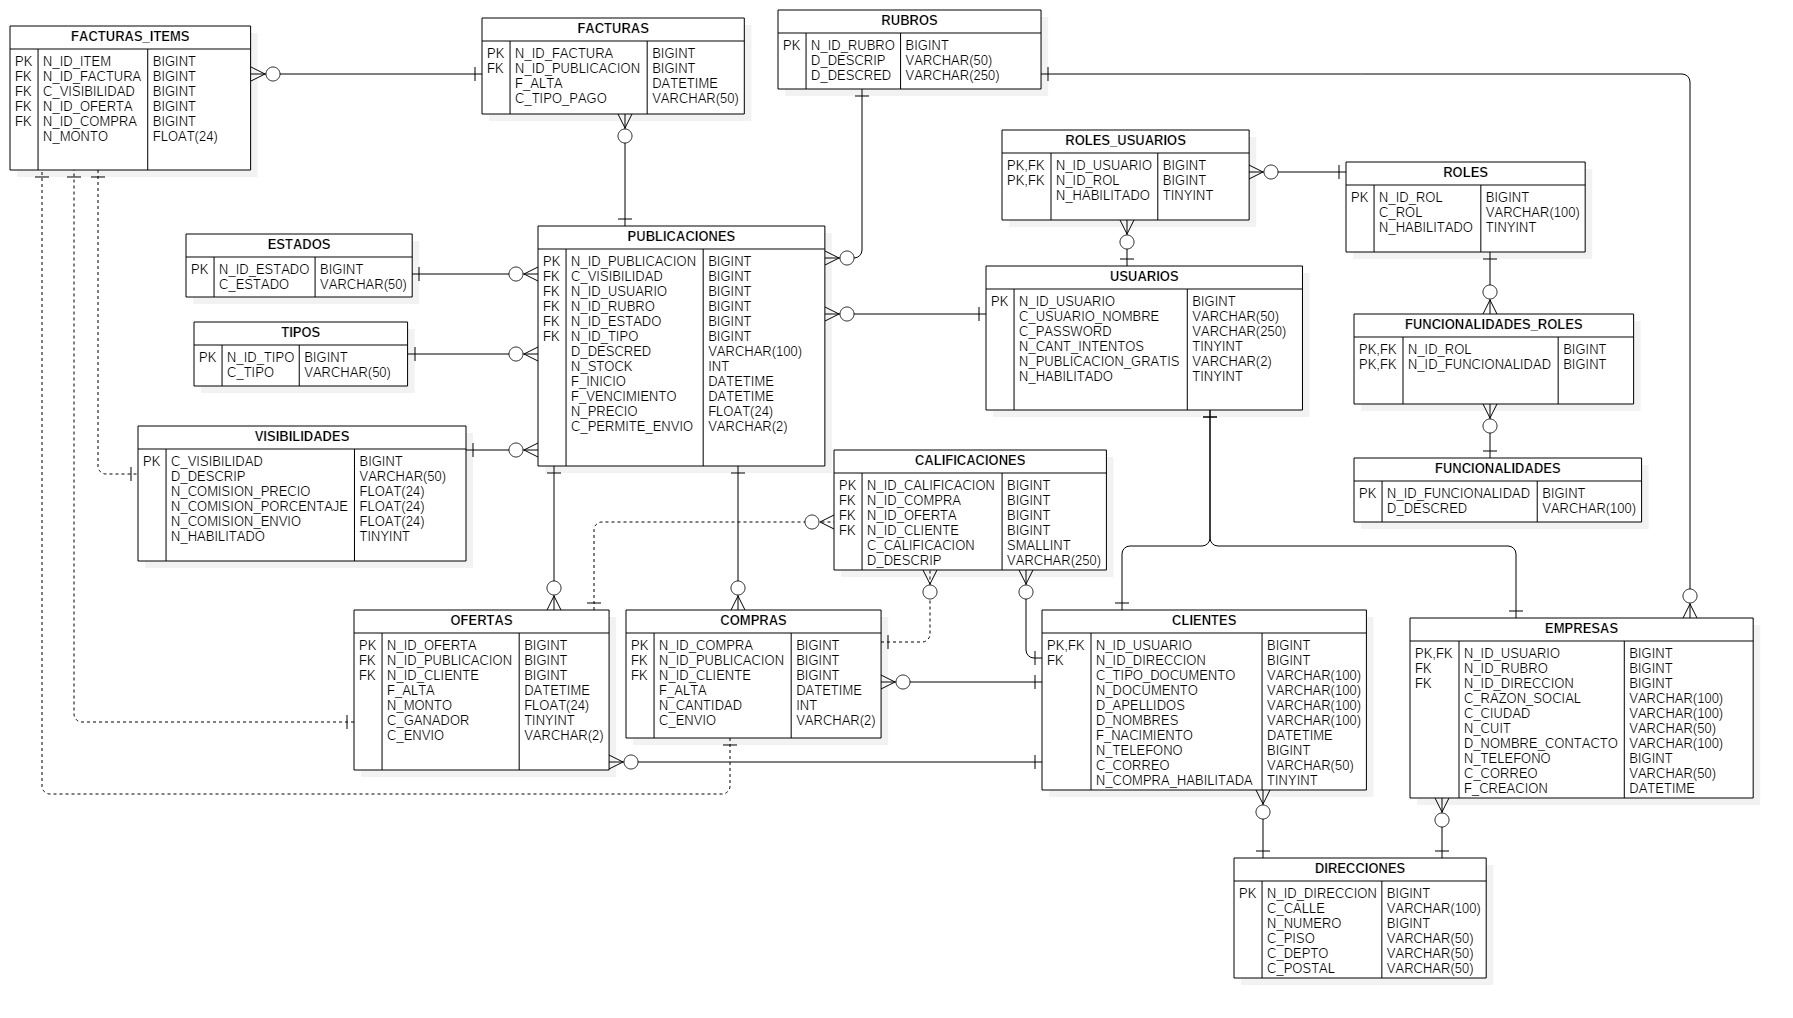 FACTURAS_ITEMS
PK N_ID_ITEM BIGINT
FK N_ID_FACTURA BIGINT
FK C_VISIBILIDAD BIGINT
FK N_ID_OFERTA BIGINT
FK N_ID_COMPRA BIGINT
N_MONTO FLOAT(24)
FACTURAS
PK N_ID_FACTURA BIGINT
FK N_ID_PUBLICACION BIGINT
F_ALTA DATETIME
C_TIPO_PAGO VARCHAR(50)
RUBROS
PK N_ID_RUBRO BIGINT
D_DESCRIP VARCHAR(50)
D_DESCRED VARCHAR(250)
ROLES_USUARIOS
PK,FK N_ID_USUARIO BIGINT
PK,FK N_ID_ROL BIGINT
N_HABILITADO TINYINT
ROLES
PK N_ID_ROL BIGINT
C_ROL VARCHAR(100)
N_HABILITADO TINYINT
ESTADOS
PK N_ID_ESTADO BIGINT
C_ESTADO VARCHAR(50)
TIPOS
PK N_ID_TIPO BIGINT
C_TIPO VARCHAR(50)
PUBLICACIONES
PK N_ID_PUBLICACION BIGINT
FK C_VISIBILIDAD BIGINT
FK N_ID_USUARIO BIGINT
FK N_ID_RUBRO BIGINT
FK N_ID_ESTADO BIGINT
FK N_ID_TIPO BIGINT
D_DESCRED VARCHAR(100)
N_STOCK INT
F_INICIO DATETIME
F_VENCIMIENTO DATETIME
N_PRECIO FLOAT(24)
C_PERMITE_ENVIO VARCHAR(2)
USUARIOS
PK N_ID_USUARIO BIGINT
C_USUARIO_NOMBRE VARCHAR(50)
C_PASSWORD VARCHAR(250)
N_CANT_INTENTOS TINYINT
N_PUBLICACION_GRATIS VARCHAR(2)
N_HABILITADO TINYINT
FUNCIONALIDADES_ROLES
PK,FK N_ID_ROL BIGINT
PK,FK N_ID_FUNCIONALIDAD BIGINT
VISIBILIDADES
PK C_VISIBILIDAD BIGINT
D_DESCRIP VARCHAR(50)
N_COMISION_PRECIO FLOAT(24)
N_COMISION_PORCENTAJE FLOAT(24)
N_COMISION_ENVIO FLOAT(24)
N_HABILITADO TINYINT
CALIFICACIONES
PK N_ID_CALIFICACION BIGINT
FK N_ID_COMPRA BIGINT
FK N_ID_OFERTA BIGINT
FK N_ID_CLIENTE BIGINT
C_CALIFICACION SMALLINT
D_DESCRIP VARCHAR(250)
FUNCIONALIDADES
PK N_ID_FUNCIONALIDAD BIGINT
D_DESCRED VARCHAR(100)
OFERTAS
PK N_ID_OFERTA BIGINT
FK N_ID_PUBLICACION BIGINT
FK N_ID_CLIENTE BIGINT
F_ALTA DATETIME
N_MONTO FLOAT(24)
C_GANADOR TINYINT
C_ENVIO VARCHAR(2)
COMPRAS
PK N_ID_COMPRA BIGINT
FK N_ID_PUBLICACION BIGINT
FK N_ID_CLIENTE BIGINT
F_ALTA DATETIME
N_CANTIDAD INT
C_ENVIO VARCHAR(2)
CLIENTES
PK,FK N_ID_USUARIO BIGINT
FK N_ID_DIRECCION BIGINT
C_TIPO_DOCUMENTO VARCHAR(100)
N_DOCUMENTO VARCHAR(100)
D_APELLIDOS VARCHAR(100)
D_NOMBRES VARCHAR(100)
F_NACIMIENTO DATETIME
N_TELEFONO BIGINT
C_CORREO VARCHAR(50)
N_COMPRA_HABILITADA TINYINT
EMPRESAS
PK,FK N_ID_USUARIO BIGINT
FK N_ID_RUBRO BIGINT
FK N_ID_DIRECCION BIGINT
C_RAZON_SOCIAL VARCHAR(100)
C_CIUDAD VARCHAR(100)
N_CUIT VARCHAR(50)
D_NOMBRE_CONTACTO VARCHAR(100)
N_TELEFONO BIGINT
C_CORREO VARCHAR(50)
F_CREACION DATETIME
DIRECCIONES
PK N_ID_DIRECCION BIGINT
C_CALLE VARCHAR(100)
N_NUMERO BIGINT
C_PISO VARCHAR(50)
C_DEPTO VARCHAR(50)
C_POSTAL VARCHAR(50)